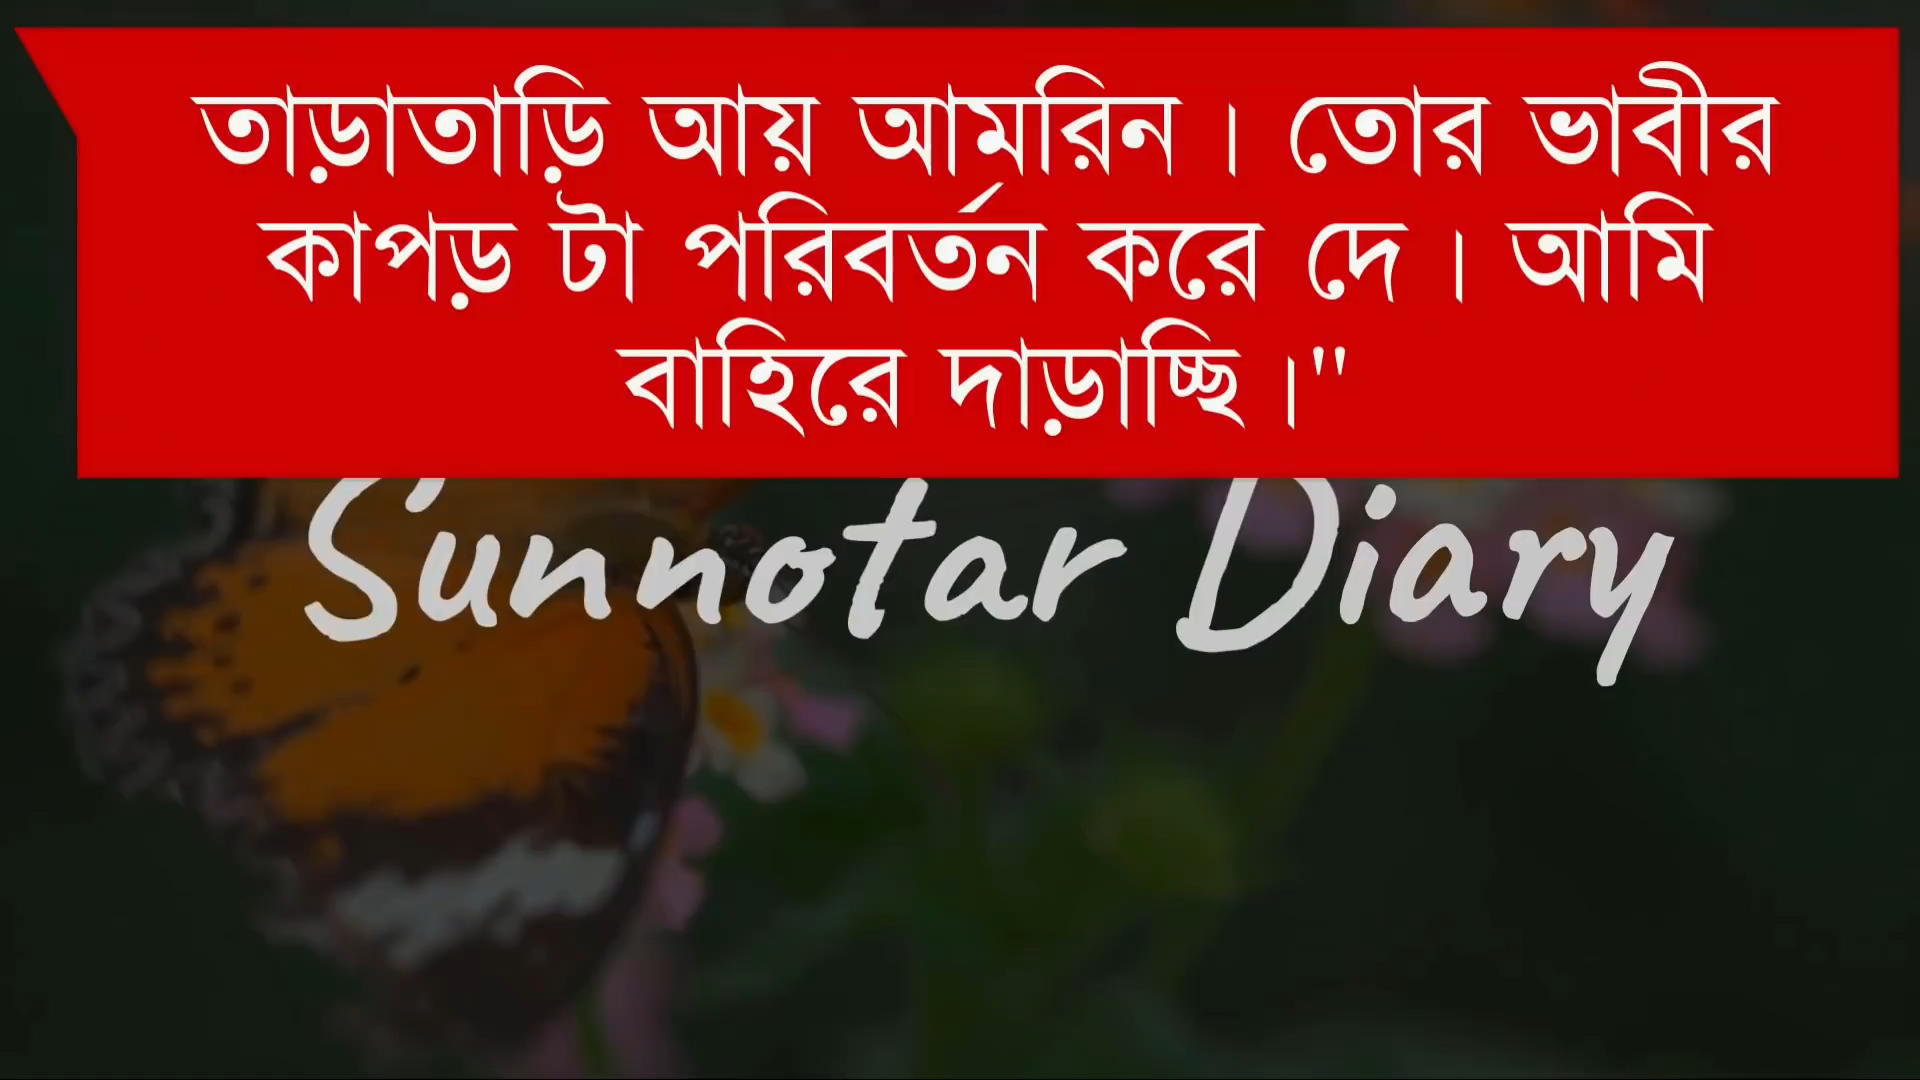 তাড়াতাড়ি আয় আমরিন । তোর ভাবীর
কাপড় টা পরিবর্তন করে দে । আমি
বাহিরে দাড়াচ্ছি ।"
Sunnotar Diary